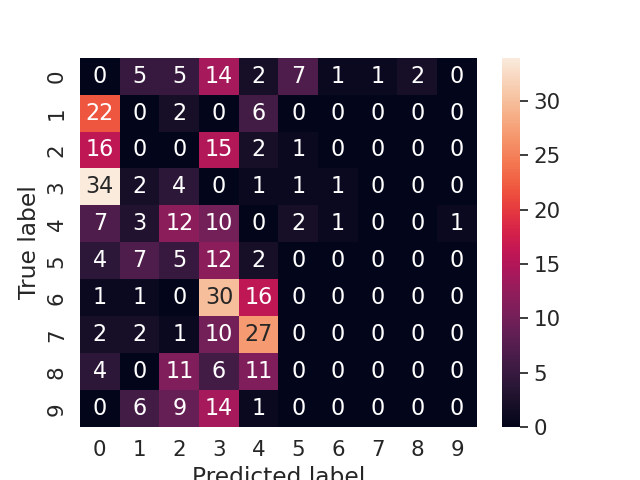 0 0 5 5 14 2 7 1 1 2 0
1 22 0 2 0 6 0 0 0 0 0
2 16 0 0 15 2 1 0 0 0 0
3 34 2 4 0 1 1 1 0 0 0
4 7 3 12 10 0 2 1 0 0 1
5 4 7 5 12 2 0 0 0 0 0
6 1 1 0 30 16 0 0 0 0 0
7 2 2 1 10 27 0 0 0 0 0
8 4 0 11 6 11 0 0 0 0 0
9 0 6 9 14 1 0 0 0 0 0
0 1 2 3 4 5 6 7 8 9
Predicted label
True label
30
25
20
15
10
5
0